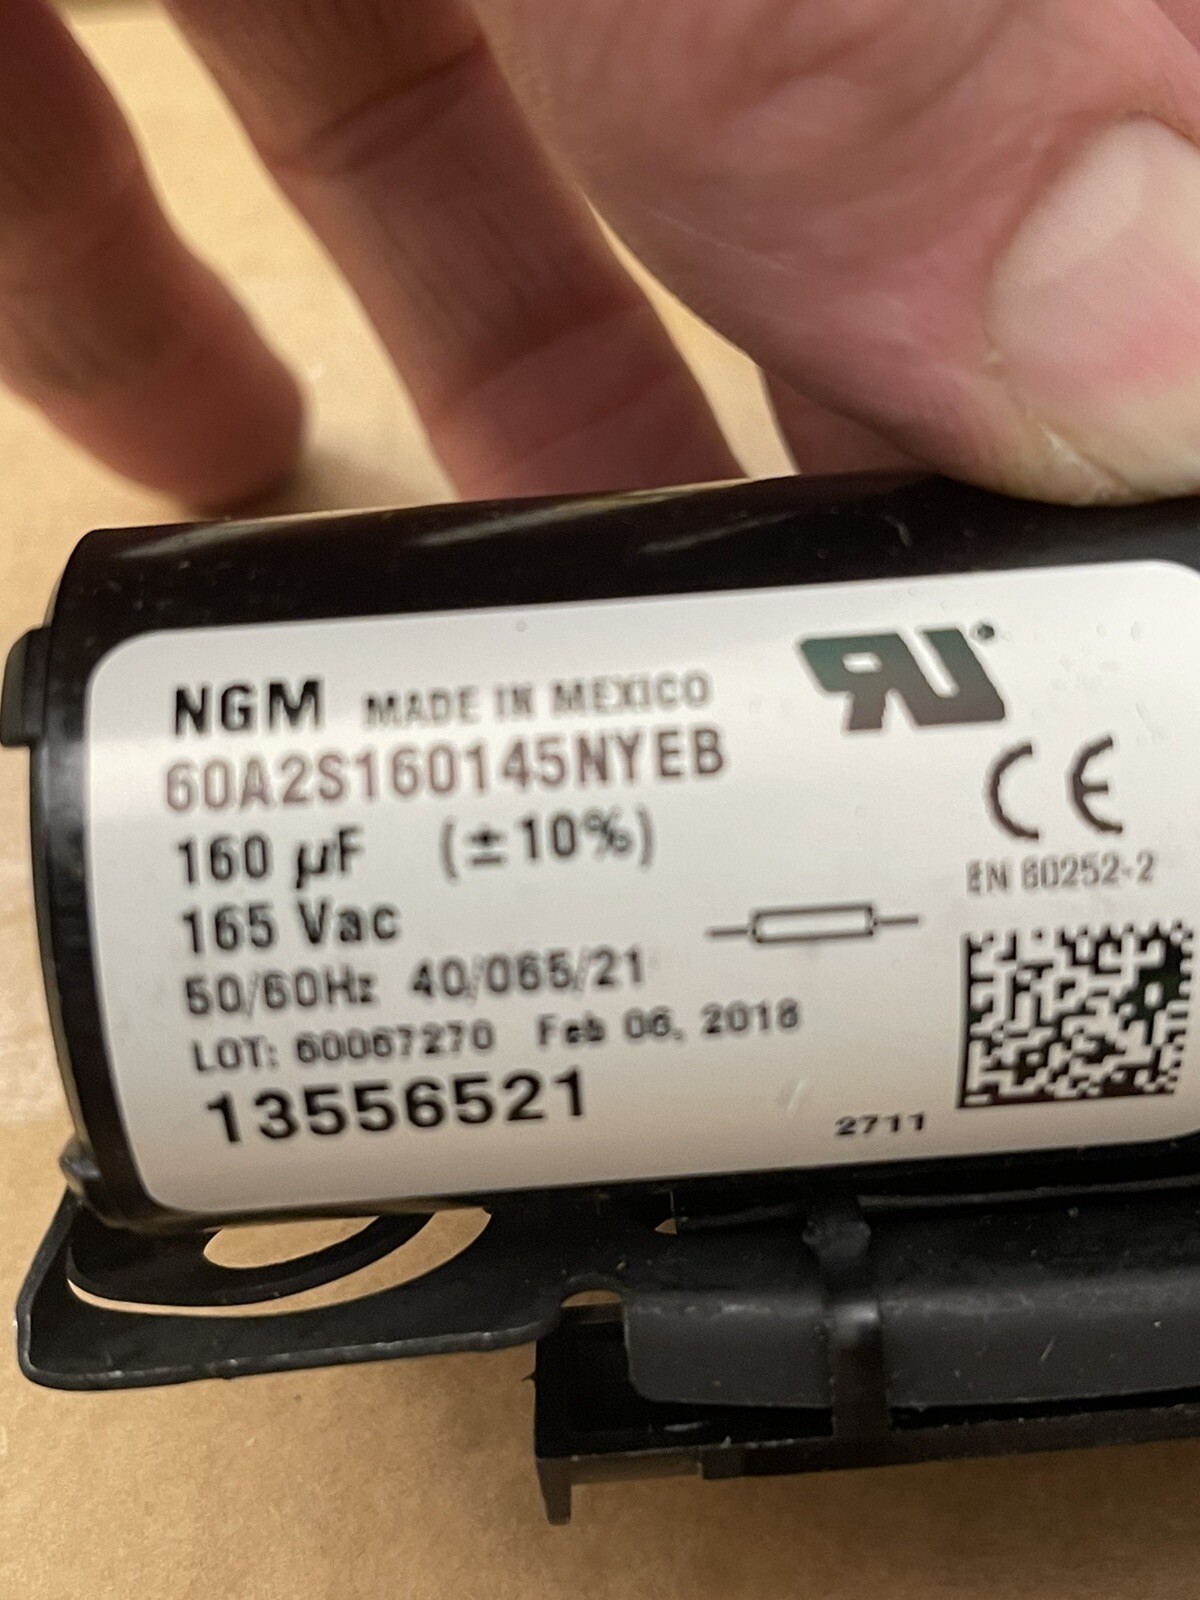 NGM MADE IN MEXICO
60A2S160145NYEB
160 µF (±10%)
165 Vac
50/60Hz 40/065/21
LOT: 60067270 Feb 06, 2018
13556521
2711
RU
CE
EN 60252-2